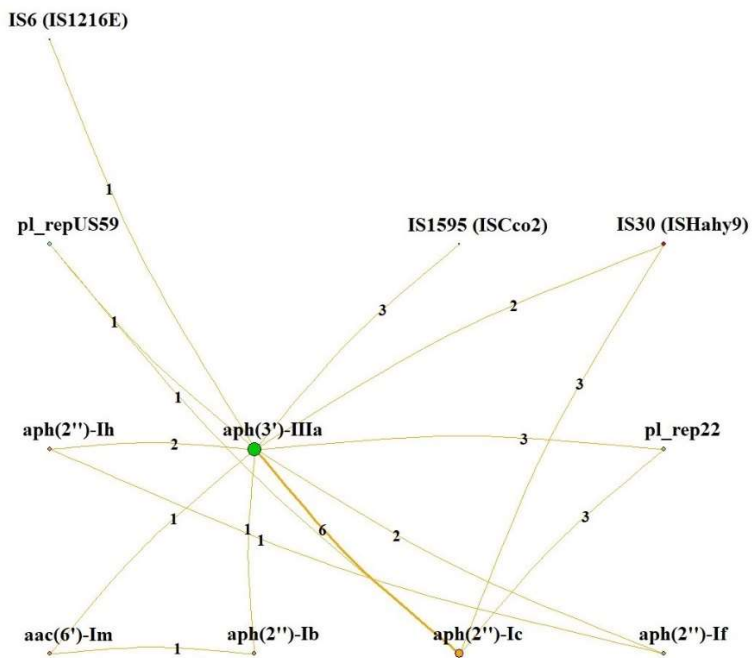 IS6 (IS1216E)
1
pl_repUS59
IS1595 (ISCco2)
IS30 (ISHahy9)
3
2
1
3
1
aph(2'')-Ih
aph(3')-IIIa
pl_rep22
2
3
3
1
1
6
2
1
aac(6')-Im
aph(2'')-Ib
aph(2'')-Ic
aph(2'')-If
1